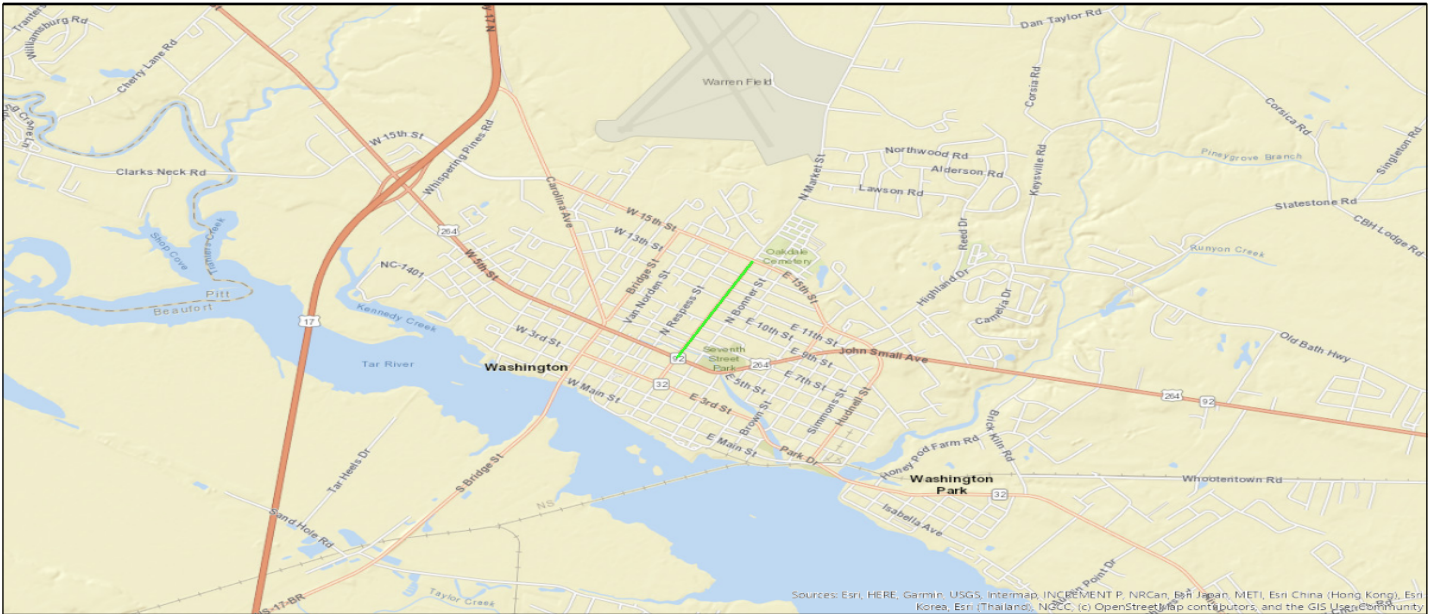 Williamsburg Rd
Cherry Lane Rd
Clarks Neck Rd
W 15th St
Whispering Pines Rd
Carolina Ave
Warren Field
N Market St
Dan Taylor Rd
Corsia Rd
Corsica Rd
Singleton Rd
Pineygrove Branch
Northwood Rd
Alderson Rd
Lawson Rd
Keysville Rd
Slatestone Rd
CBH Lodge Rd
Runyon Creek
Reed Dr
Highland Dr
Camelia Dr
Old Bath Hwy
Shop Cove
Tranters Creek
Pitt
Beaufort
17
264
W 5th St
NC-1401
Kennedy Creek
Tar River
W 15th St
W 13th St
Bridge St
Van Norden St
N Respess St
N Bonner St
Oakdale
Cemetery
E 15th St
E 11th St
E 10th St
E 9th St
E 7th St
E 5th St
Seventh
Street
Park
92
264
John Small Ave
264
92
W 3rd St
Washington
32
W Main St
E 3rd St
E Main St
Brown St
Simmons St
Hudnell St
Park Dr
Honey Pod Farm Rd
Brick Kiln Rd
Washington
Park
32
Whootentown Rd
Isabella Ave
Tar Heels Dr
S Bridge St
NS
Sand Hole Rd
Taylor Creek
Sources: Esri, HERE, Garmin, USGS, Intermap, INCREMENT P, NRCan, Esri Japan, METI, Esri China (Hong Kong), Esri
Korea, Esri (Thailand), NGCC, (c) OpenStreetMap contributors, and the GIS User Community